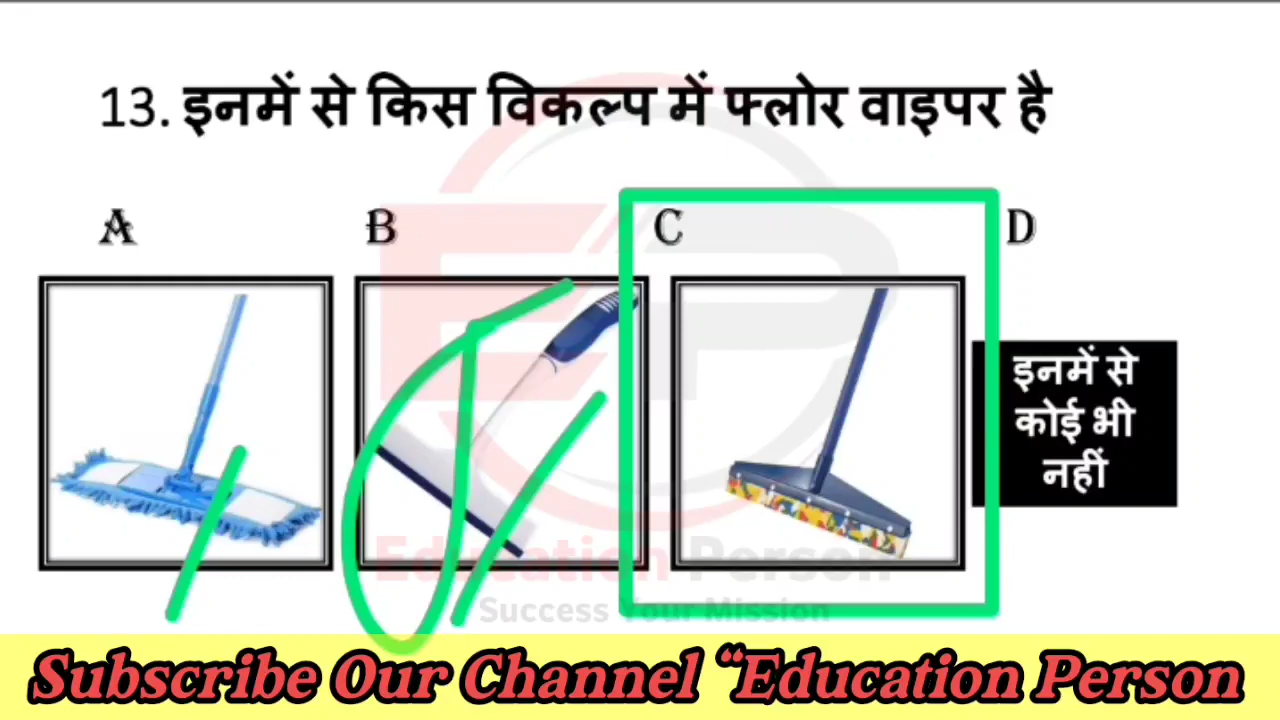 13. इनमें से किस विकल्प में फ्लोर वाइपर है
A B C D
इनमें से
कोई भी
नहीं
Education Person
Success Your Mission
Subscribe Our Channel “Education Person